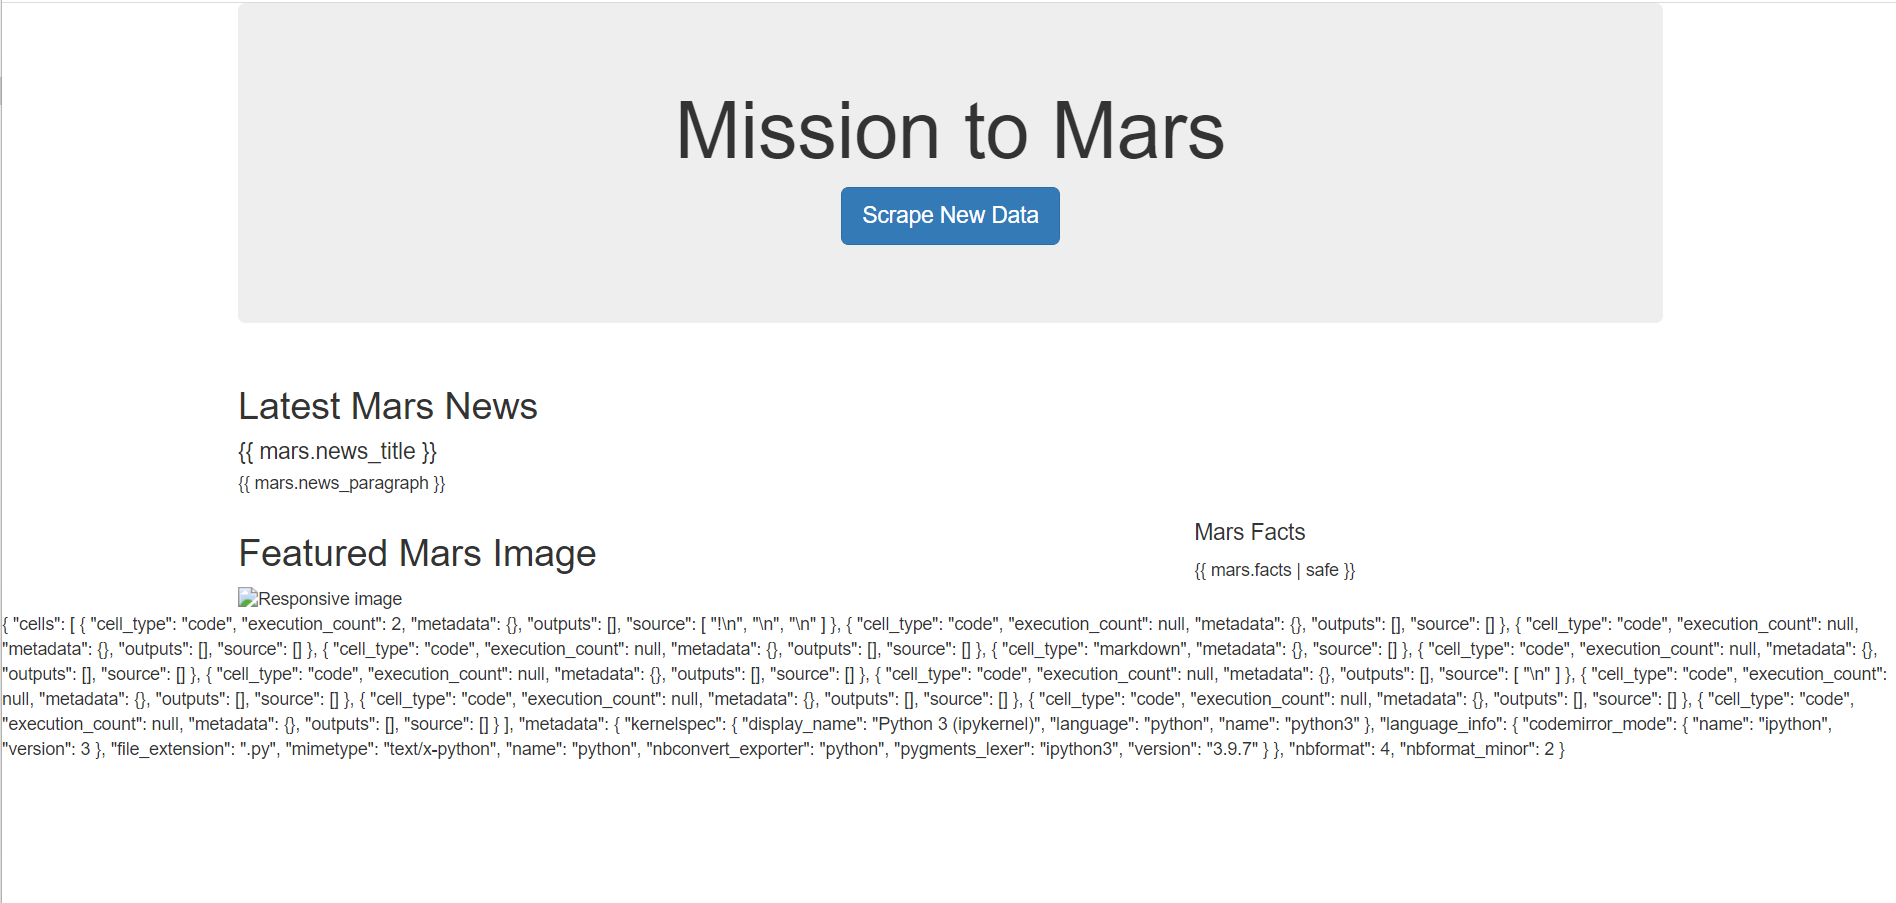 Mission to Mars
Scrape New Data
Latest Mars News
{{ mars.news_title }}
{{ mars.news_paragraph }}
Featured Mars Image
Responsive image
Mars Facts
{{ mars.facts | safe }}
{ "cells": [ { "cell_type": "code", "execution_count": 2, "metadata": {}, "outputs": [], "source": [ "!\n", "\n", "\n" ] }, { "cell_type": "code", "execution_count": null, "metadata": {}, "outputs": [], "source": [] }, { "cell_type": "code", "execution_count": null,
"metadata": {}, "outputs": [], "source": [] }, { "cell_type": "code", "execution_count": null, "metadata": {}, "outputs": [], "source": [] }, { "cell_type": "markdown", "metadata": {}, "source": [] }, { "cell_type": "code", "execution_count": null, "metadata": {},
"outputs": [], "source": [] }, { "cell_type": "code", "execution_count": null, "metadata": {}, "outputs": [], "source": [] }, { "cell_type": "code", "execution_count": null, "metadata": {}, "outputs": [], "source": [ "\n" ] }, { "cell_type": "code", "execution_count":
null, "metadata": {}, "outputs": [], "source": [] }, { "cell_type": "code", "execution_count": null, "metadata": {}, "outputs": [], "source": [] }, { "cell_type": "code", "execution_count": null, "metadata": {}, "outputs": [], "source": [] }, { "cell_type": "code",
"execution_count": null, "metadata": {}, "outputs": [], "source": [] } ], "metadata": { "kernelspec": { "display_name": "Python 3 (ipykernel)", "language": "python", "name": "python3" }, "language_info": { "codemirror_mode": { "name": "ipython",
"version": 3 }, "file_extension": ".py", "mimetype": "text/x-python", "name": "python", "nbconvert_exporter": "python", "pygments_lexer": "ipython3", "version": "3.9.7" } }, "nbformat": 4, "nbformat_minor": 2 }